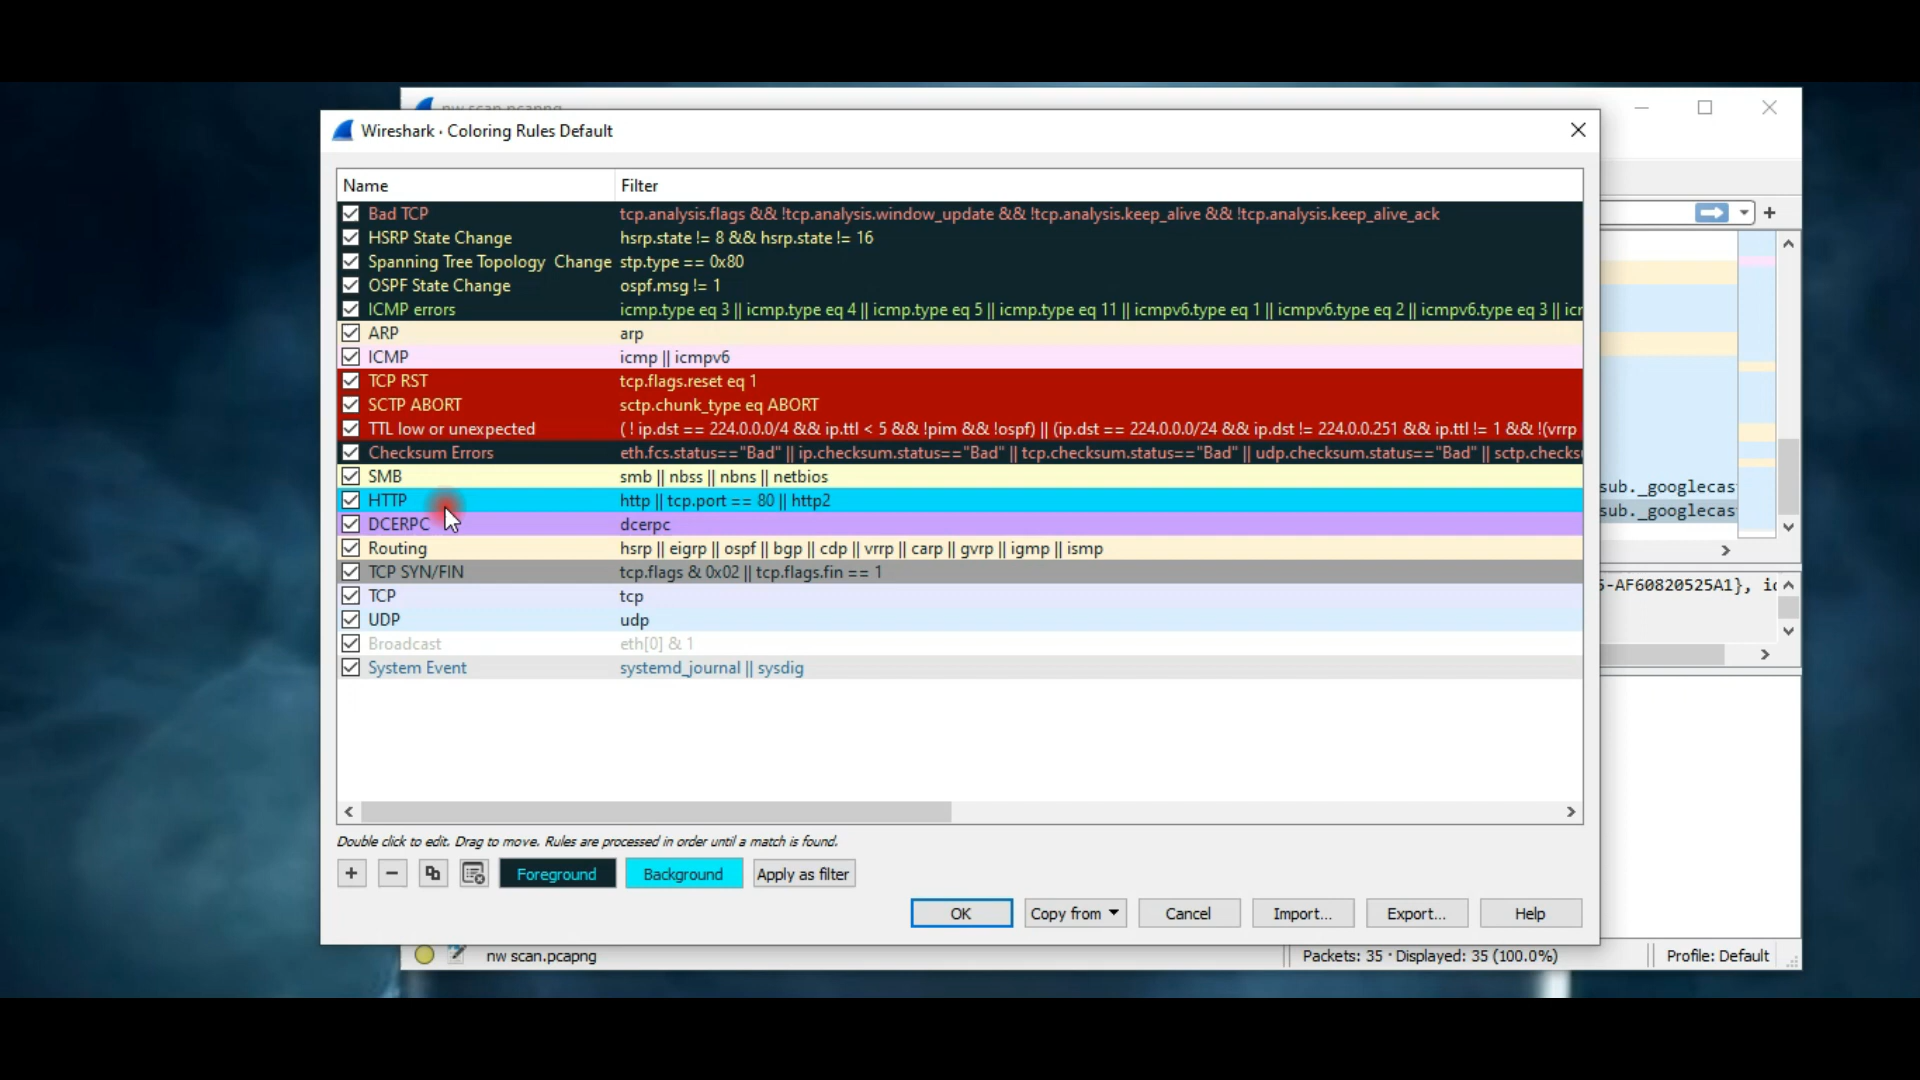 Wireshark · Coloring Rules Default
Name Filter
Bad TCP tcp.analysis.flags && !tcp.analysis.window_update && !tcp.analysis.keep_alive && !tcp.analysis.keep_alive_ack
HSRP State Change hsrp.state != 8 && hsrp.state != 16
Spanning Tree Topology Change stp.type == 0x80
OSPF State Change ospf.msg != 1
ICMP errors icmp.type eq 3 || icmp.type eq 4 || icmp.type eq 5 || icmp.type eq 11 || icmpv6.type eq 1 || icmpv6.type eq 2 || icmpv6.type eq 3 || icr
ARP arp
ICMP icmp || icmpv6
TCP RST tcp.flags.reset eq 1
SCTP ABORT sctp.chunk_type eq ABORT
TTL low or unexpected ( ! ip.dst == 224.0.0.0/4 && ip.ttl < 5 && !pim && !ospf) || (ip.dst == 224.0.0.0/24 && ip.dst != 224.0.0.251 && ip.ttl != 1 && !(vrrp
Checksum Errors eth.fcs.status=="Bad" || ip.checksum.status=="Bad" || tcp.checksum.status=="Bad" || udp.checksum.status=="Bad" || sctp.checks
SMB smb || nbss || nbns || netbios
HTTP http || tcp.port == 80 || http2
sub._googlecas
DCERPC dcerpc
sub._googlecas
Routing hsrp || eigrp || ospf || bgp || cdp || vrrp || carp || gvrp || igmp || ismp
TCP SYN/FIN tcp.flags & 0x02 || tcp.flags.fin == 1
-AF60820525A1}, i
TCP tcp
UDP udp
Broadcast eth[0] & 1
System Event systemd_journal || sysdig
Double click to edit. Drag to move. Rules are processed in order until a match is found.
Foreground Background Apply as filter
OK Copy from Cancel Import... Export... Help
nw scan.pcapng Packets: 35 · Displayed: 35 (100.0%) Profile: Default